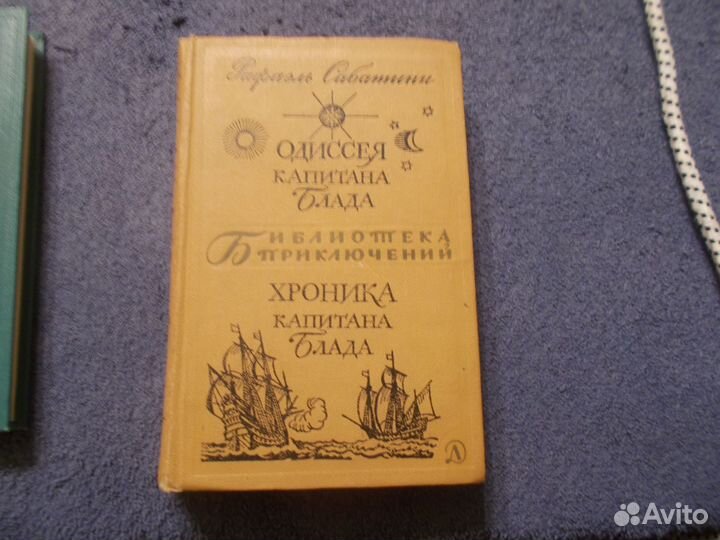 Рафаэль Сабатини
ОДИССЕЯ
КАПИТАНА
БЛАДА
БИБЛИОТЕКА
ПРИКЛЮЧЕНИЙ
ХРОНИКА
КАПИТАНА
БЛАДА
Д
Avito